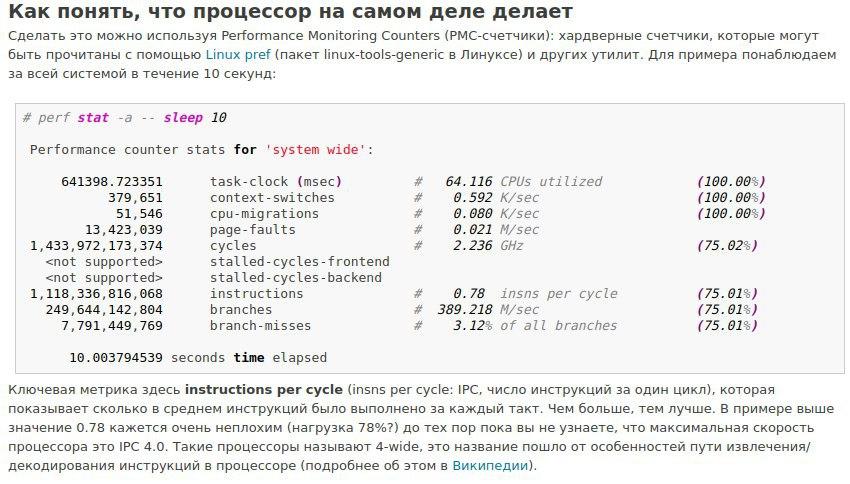 Как понять, что процессор на самом деле делает
Сделать это можно используя Performance Monitoring Counters (PMC-счетчики): хардверные счетчики, которые могут
быть прочитаны с помощью Linux pref (пакет linux-tools-generic в Линуксе) и других утилит. Для примера понаблюдаем
за всей системой в течение 10 секунд:
# perf stat -a -- sleep 10
Performance counter stats for 'system wide':
641398.723351 task-clock (msec) # 64.116 CPUs utilized (100.00%)
379,651 context-switches # 0.592 K/sec (100.00%)
51,546 cpu-migrations # 0.080 K/sec (100.00%)
13,423,039 page-faults # 0.021 M/sec
1,433,972,173,374 cycles # 2.236 GHz (75.02%)
<not supported> stalled-cycles-frontend
<not supported> stalled-cycles-backend
1,118,336,816,068 instructions # 0.78 insns per cycle (75.01%)
249,644,142,804 branches # 389.218 M/sec (75.01%)
7,791,449,769 branch-misses # 3.12% of all branches (75.01%)
10.003794539 seconds time elapsed
Ключевая метрика здесь instructions per cycle (insns per cycle: IPC, число инструкций за один цикл), которая
показывает сколько в среднем инструкций было выполнено за каждый такт. Чем больше, тем лучше. В примере выше
значение 0.78 кажется очень неплохим (нагрузка 78%?) до тех пор пока вы не узнаете, что максимальная скорость
процессора это IPC 4.0. Такие процессоры называют 4-wide, это название пошло от особенностей пути извлечения/
декодирования инструкций в процессоре (подробнее об этом в Википедии).